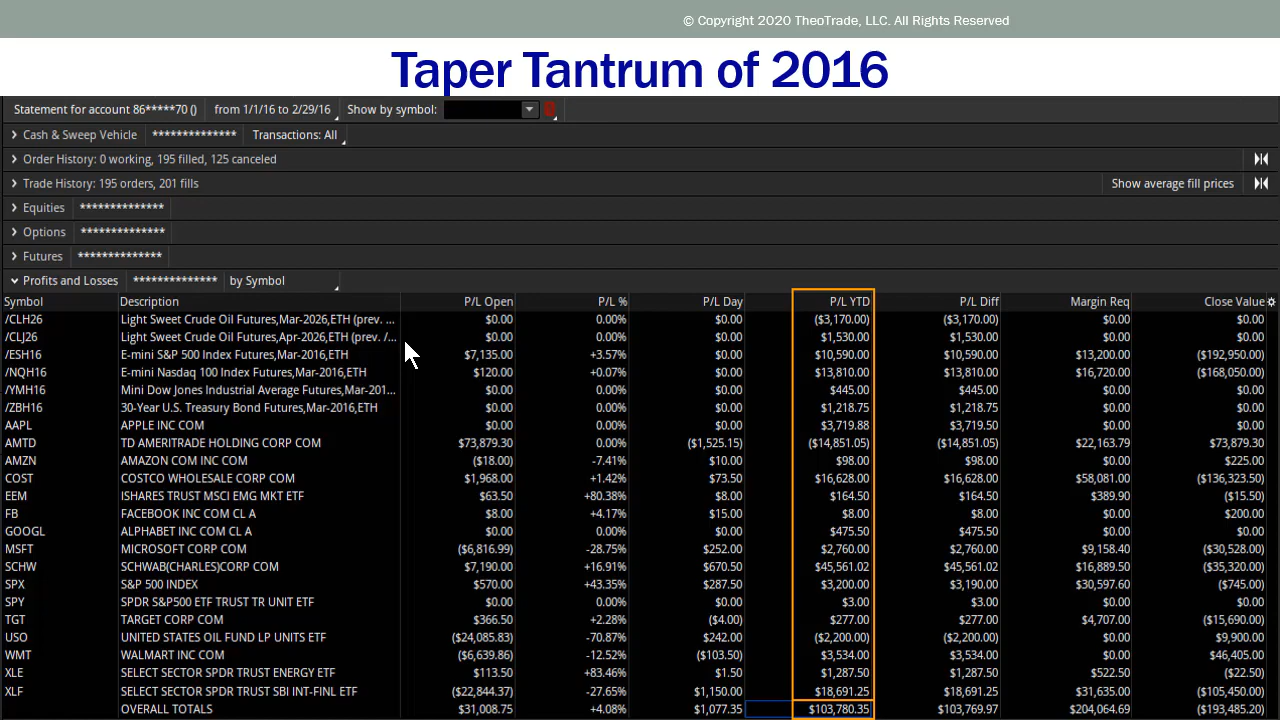 © Copyright 2020 TheoTrade, LLC. All Rights Reserved
Taper Tantrum of 2016
Statement for account 86*****70 () from 1/1/16 to 2/29/16 Show by symbol:
Cash & Sweep Vehicle ************** Transactions: All
Order History: 0 working, 195 filled, 125 canceled
Trade History: 195 orders, 201 fills Show average fill prices
Equities **************
Options **************
Futures **************
Profits and Losses ************** by Symbol
Symbol Description P/L Open P/L % P/L Day P/L YTD P/L Diff Margin Req Close Value
/CLH26 Light Sweet Crude Oil Futures,Mar-2026,ETH (prev. ... $0.00 0.00% $0.00 ($3,170.00) ($3,170.00) $0.00 $0.00
/CLJ26 Light Sweet Crude Oil Futures,Apr-2026,ETH (prev. /... $0.00 0.00% $0.00 $1,530.00 $1,530.00 $0.00 $0.00
/ESH16 E-mini S&P 500 Index Futures,Mar-2016,ETH $7,135.00 +3.57% $0.00 $10,590.00 $10,590.00 $13,200.00 ($192,950.00)
/NQH16 E-mini Nasdaq 100 Index Futures,Mar-2016,ETH $120.00 +0.07% $0.00 $13,810.00 $13,810.00 $16,720.00 ($168,050.00)
/YMH16 Mini Dow Jones Industrial Average Futures,Mar-201... $0.00 0.00% $0.00 $445.00 $445.00 $0.00 $0.00
/ZBH16 30-Year U.S. Treasury Bond Futures,Mar-2016,ETH $0.00 0.00% $0.00 $1,218.75 $1,218.75 $0.00 $0.00
AAPL APPLE INC COM $0.00 0.00% $0.00 $3,719.88 $3,719.50 $0.00 $0.00
AMTD TD AMERITRADE HOLDING CORP COM $73,879.30 0.00% ($1,525.15) ($14,851.05) ($14,851.05) $22,163.79 $73,879.30
AMZN AMAZON COM INC COM ($18.00) -7.41% $10.00 $98.00 $98.00 $0.00 $225.00
COST COSTCO WHOLESALE CORP COM $1,968.00 +1.42% $73.50 $16,628.00 $16,628.00 $58,081.00 ($136,323.50)
EEM ISHARES TRUST MSCI EMG MKT ETF $63.50 +80.38% $8.00 $164.50 $164.50 $389.90 ($15.50)
FB FACEBOOK INC COM CL A $8.00 +4.17% $15.00 $8.00 $8.00 $0.00 $200.00
GOOGL ALPHABET INC COM CL A $0.00 0.00% $0.00 $475.50 $475.50 $0.00 $0.00
MSFT MICROSOFT CORP COM ($6,816.99) -28.75% $252.00 $2,760.00 $2,760.00 $9,158.40 ($30,528.00)
SCHW SCHWAB(CHARLES)CORP COM $7,190.00 +16.91% $670.50 $45,561.02 $45,561.02 $16,889.50 ($35,320.00)
SPX S&P 500 INDEX $570.00 +43.35% $287.50 $3,200.00 $3,190.00 $30,597.60 ($745.00)
SPY SPDR S&P500 ETF TRUST TR UNIT ETF $0.00 0.00% $0.00 $3.00 $3.00 $0.00 $0.00
TGT TARGET CORP COM $366.50 +2.28% ($4.00) $277.00 $277.00 $4,707.00 ($15,690.00)
USO UNITED STATES OIL FUND LP UNITS ETF ($24,085.83) -70.87% $242.00 ($2,200.00) ($2,200.00) $0.00 $9,900.00
WMT WALMART INC COM ($6,639.86) -12.52% ($103.50) $3,534.00 $3,534.00 $0.00 $46,405.00
XLE SELECT SECTOR SPDR TRUST ENERGY ETF $113.50 +83.46% $1.50 $1,287.50 $1,287.50 $522.50 ($22.50)
XLF SELECT SECTOR SPDR TRUST SBI INT-FINL ETF ($22,844.37) -27.65% $1,150.00 $18,691.25 $18,691.25 $31,635.00 ($105,450.00)
OVERALL TOTALS $31,008.75 +4.08% $1,077.35 $103,780.35 $103,769.97 $204,064.69 ($193,485.20)